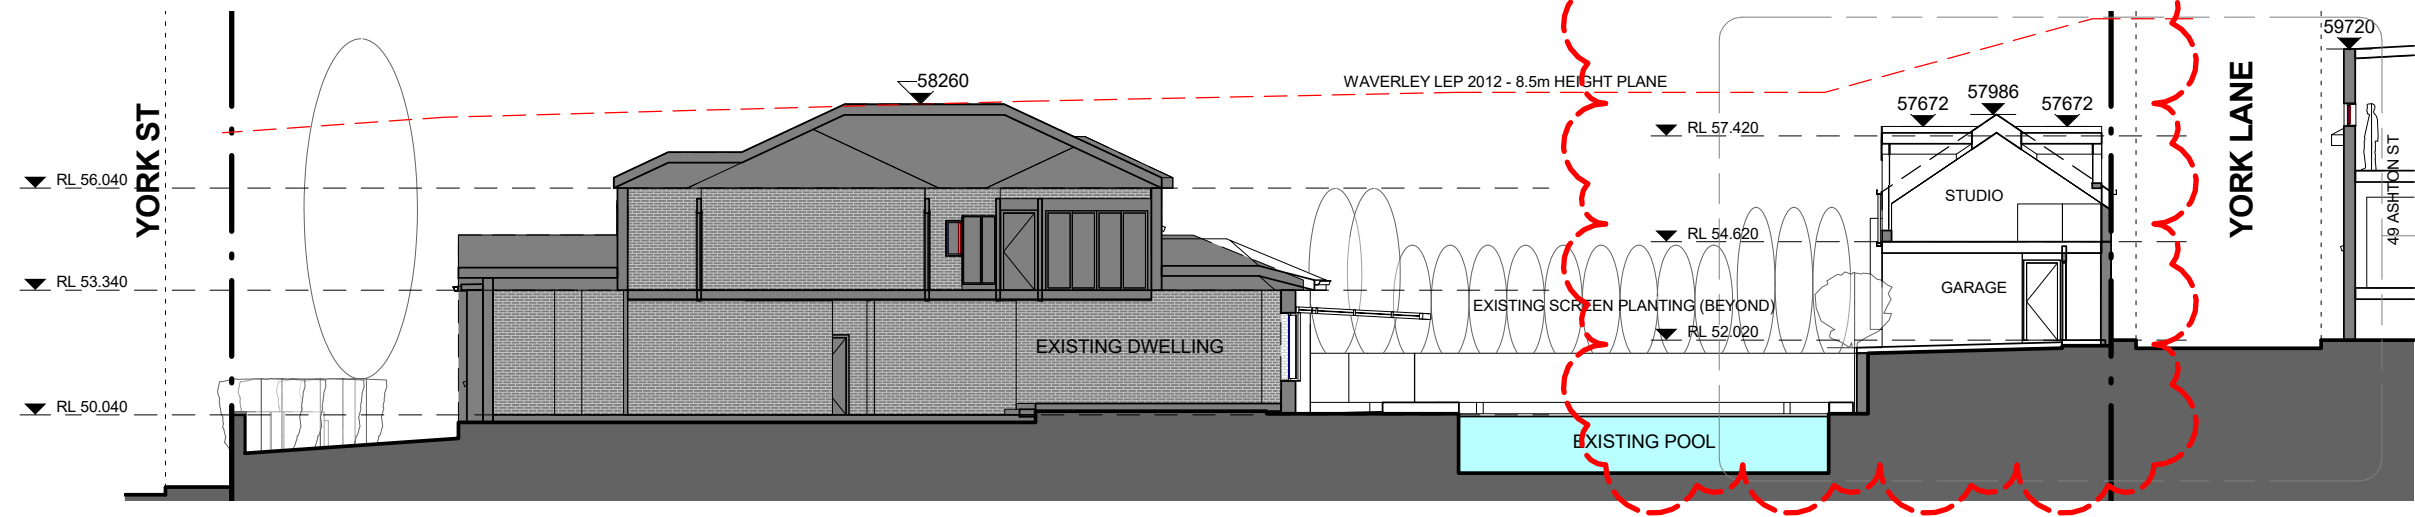 YORK ST
RL 56.040
RL 53.340
RL 50.040
58260
EXISTING DWELLING
WAVERLEY LEP 2012 - 8.5m HEIGHT PLANE
EXISTING SCREEN PLANTING (BEYOND)
EXISTING POOL
RL 57.420
RL 54.620
RL 52.020
57672
57986
57672
STUDIO
GARAGE
YORK LANE
59720
49 ASHTON ST